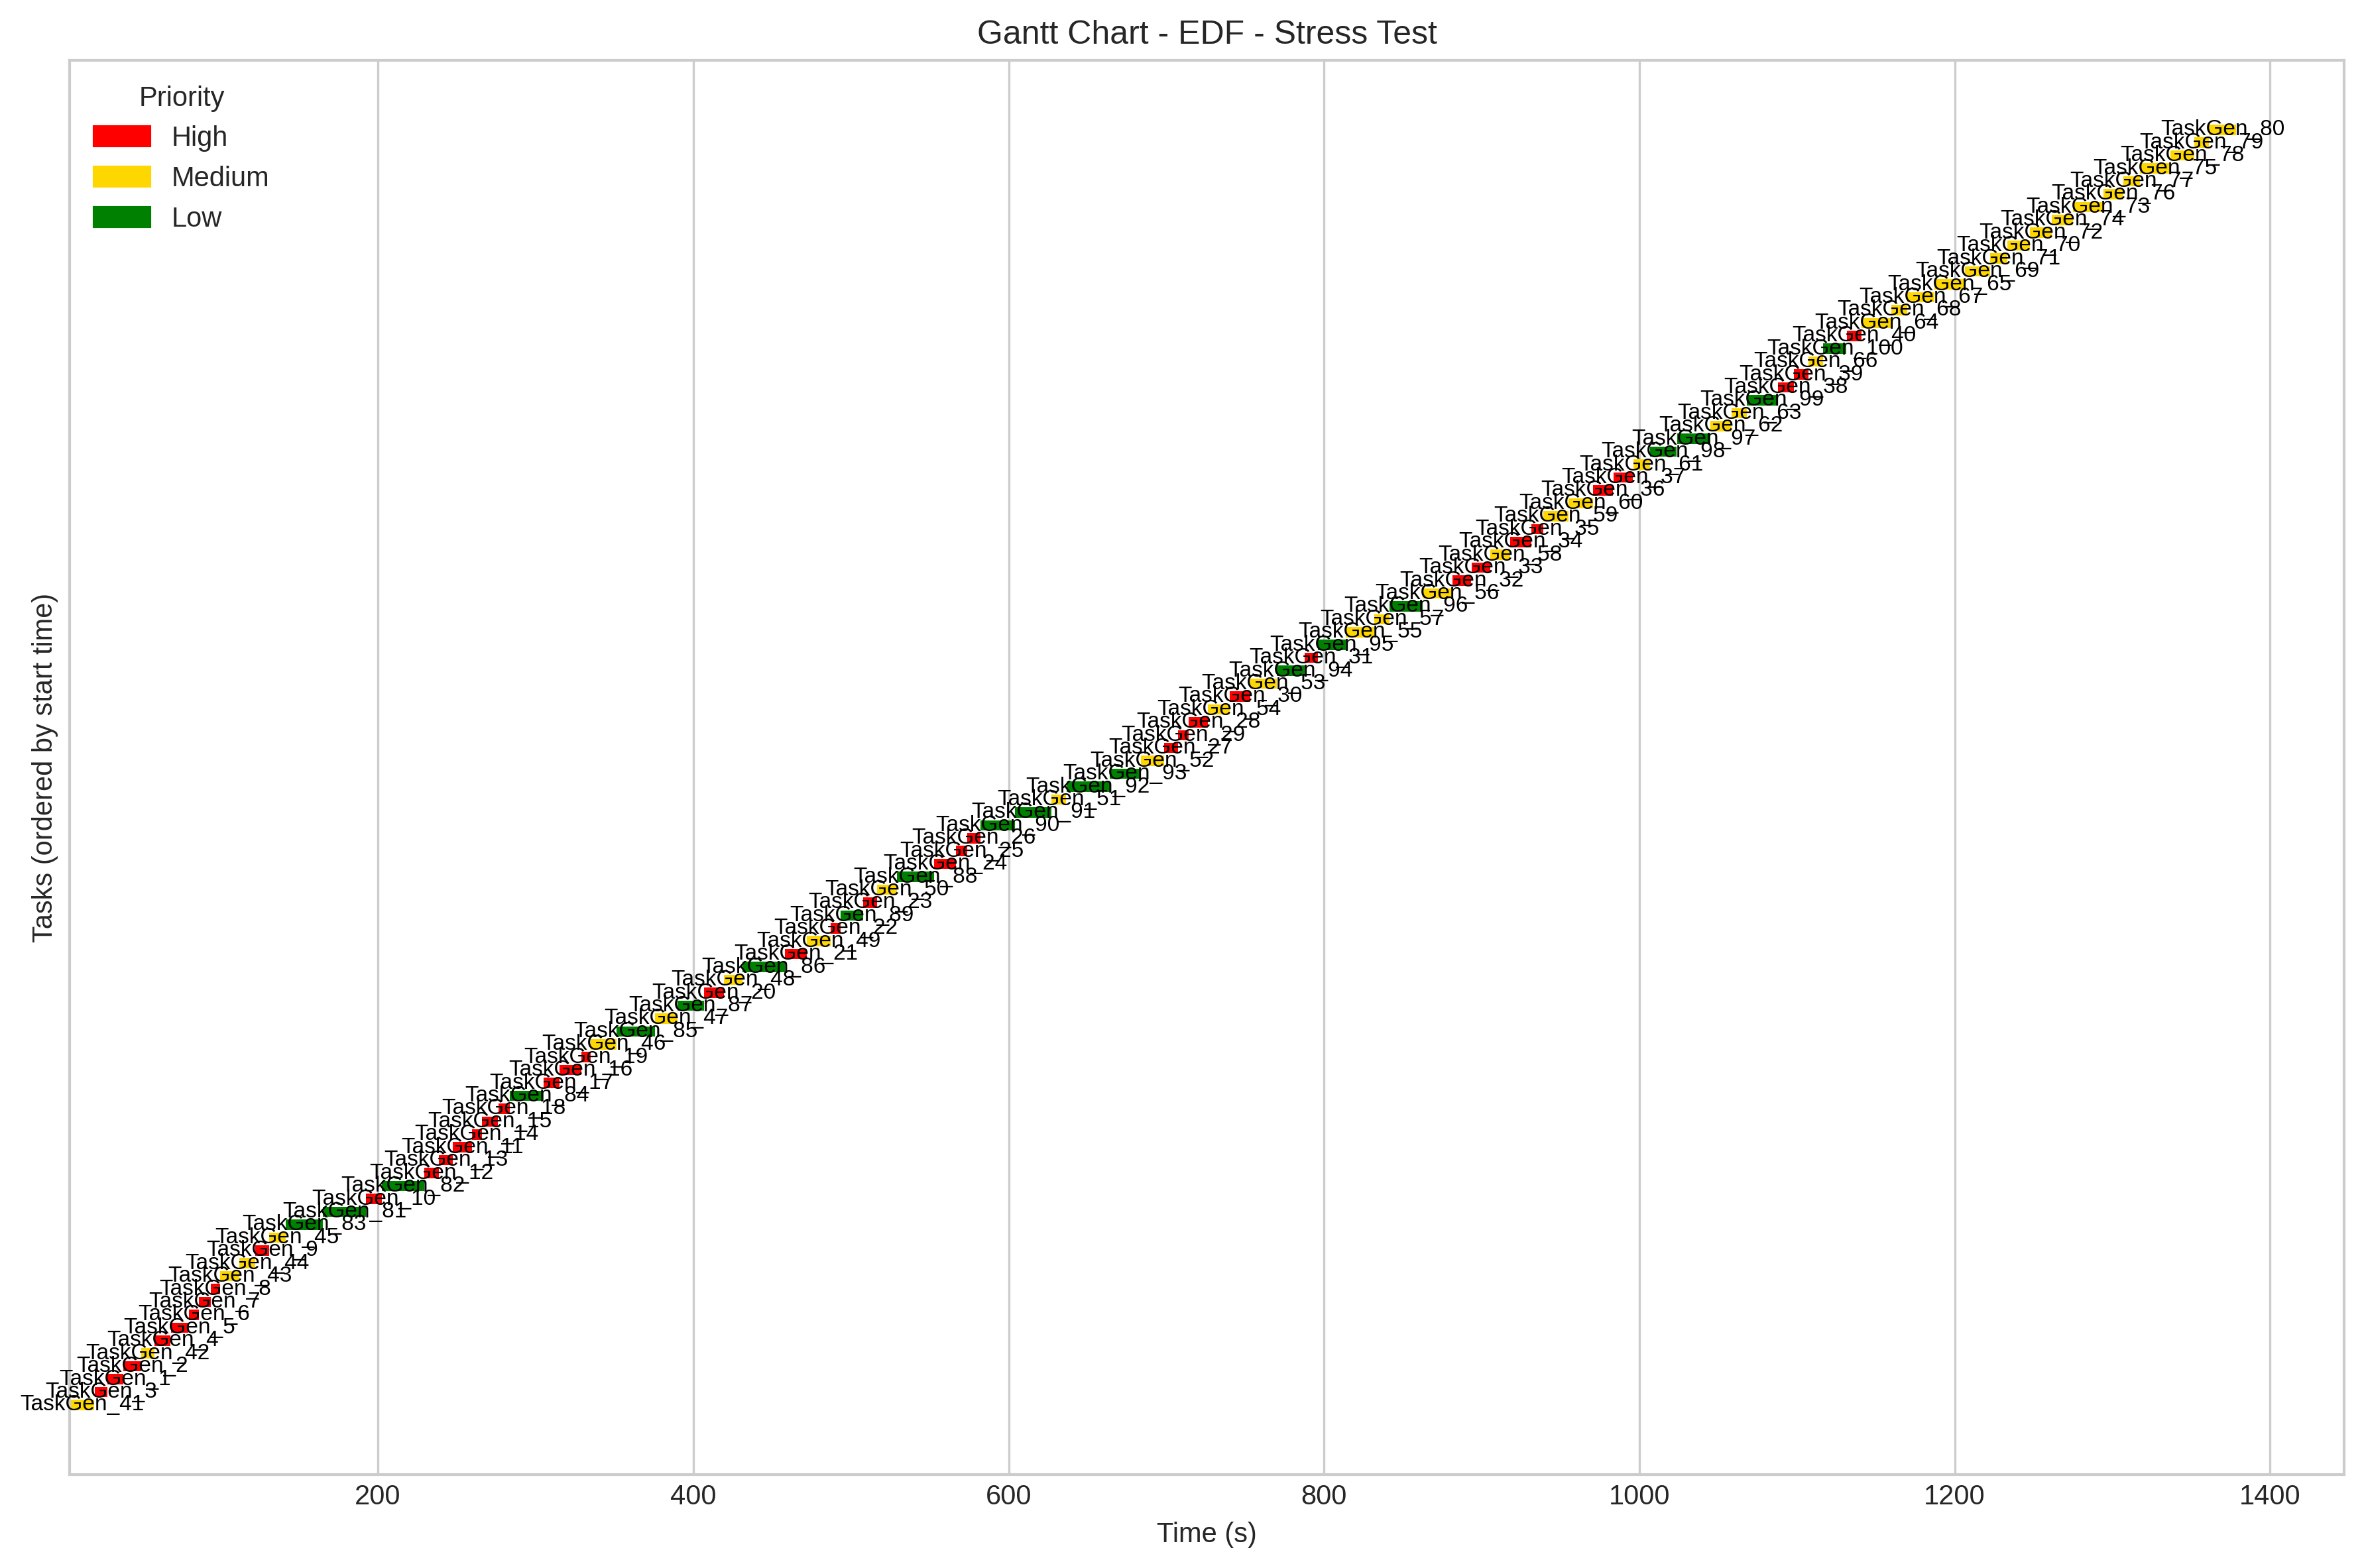 Gantt Chart - EDF - Stress Test
Priority
High
Medium
Low
TaskGen_80
TaskGen_79
TaskGen_78
TaskGen_75
TaskGen_77
TaskGen_76
TaskGen_73
TaskGen_74
TaskGen_72
TaskGen_70
TaskGen_71
TaskGen_69
TaskGen_65
TaskGen_67
TaskGen_68
TaskGen_64
TaskGen_40
TaskGen_100
TaskGen_66
TaskGen_39
TaskGen_38
TaskGen_99
TaskGen_63
TaskGen_62
TaskGen_97
TaskGen_98
TaskGen_61
TaskGen_37
TaskGen_36
TaskGen_60
TaskGen_59
TaskGen_35
TaskGen_34
TaskGen_58
TaskGen_33
TaskGen_32
TaskGen_56
TaskGen_96
TaskGen_57
TaskGen_55
TaskGen_95
TaskGen_31
TaskGen_94
TaskGen_53
TaskGen_30
TaskGen_54
TaskGen_28
TaskGen_29
TaskGen_27
TaskGen_52
TaskGen_93
TaskGen_92
TaskGen_51
TaskGen_91
TaskGen_90
TaskGen_26
TaskGen_25
TaskGen_24
TaskGen_88
TaskGen_50
TaskGen_23
TaskGen_89
TaskGen_22
TaskGen_49
TaskGen_21
TaskGen_86
TaskGen_48
TaskGen_20
TaskGen_87
TaskGen_47
TaskGen_85
TaskGen_46
TaskGen_19
TaskGen_16
TaskGen_17
TaskGen_84
TaskGen_18
TaskGen_15
TaskGen_14
TaskGen_11
TaskGen_13
TaskGen_12
TaskGen_82
TaskGen_10
TaskGen_81
TaskGen_83
TaskGen_45
TaskGen_9
TaskGen_44
TaskGen_43
TaskGen_8
TaskGen_7
TaskGen_6
TaskGen_5
TaskGen_4
TaskGen_42
TaskGen_2
TaskGen_1
TaskGen_3
TaskGen_41
Tasks (ordered by start time)
200 400 600 800 1000 1200 1400
Time (s)